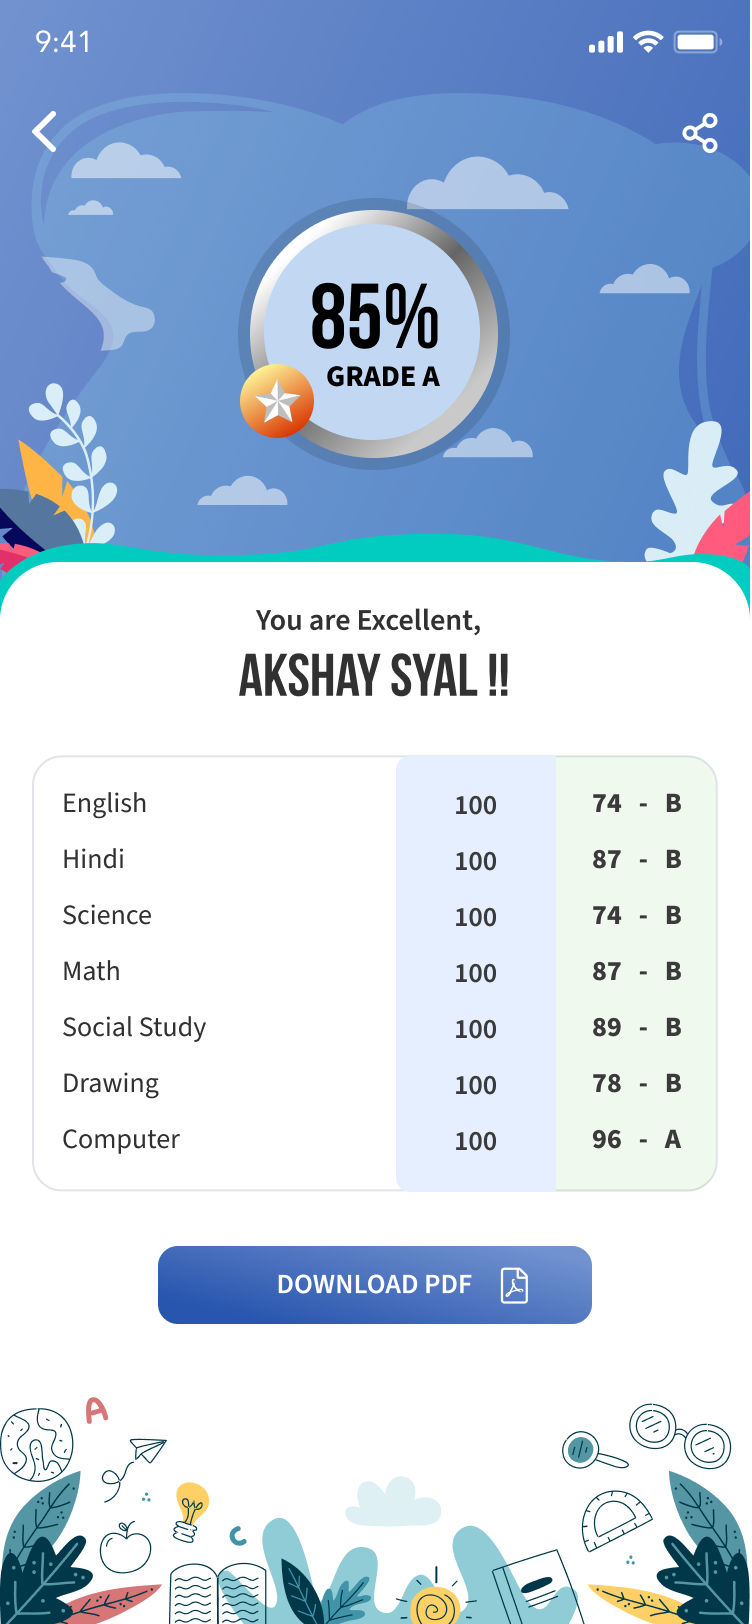 9:41
85%
GRADE A
You are Excellent,
AKSHAY SYAL !!
English 100 74 - B
Hindi 100 87 - B
Science 100 74 - B
Math 100 87 - B
Social Study 100 89 - B
Drawing 100 78 - B
Computer 100 96 - A
DOWNLOAD PDF
A
C